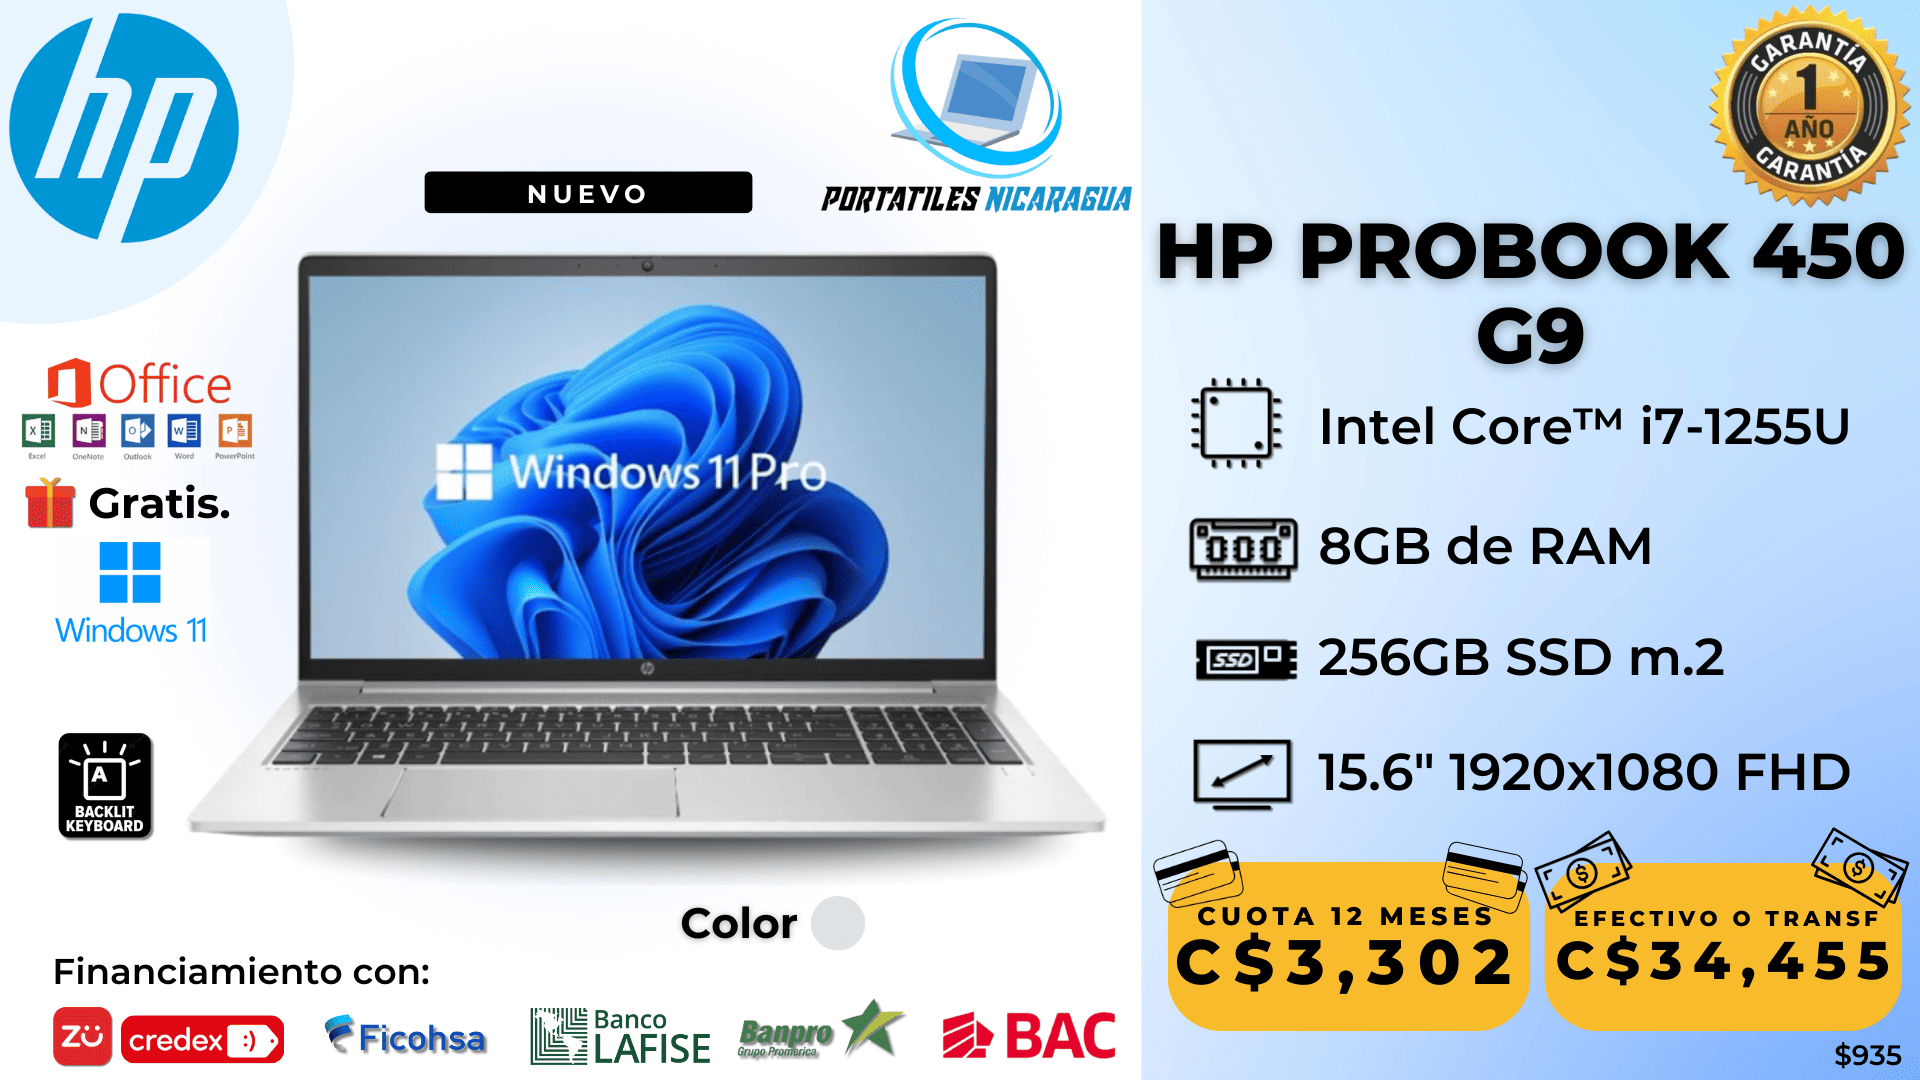 hp
NUEVO
PORTATILES NICARAGUA
GARANTÍA
1
AÑO
GARANTÍA
HP PROBOOK 450
G9
Office
Excel OneNote Outlook Word PowerPoint
Gratis.
Windows 11
Windows 11 Pro
hp
A
BACKLIT
KEYBOARD
Intel Core™ i7-1255U
8GB de RAM
SSD
256GB SSD m.2
15.6" 1920x1080 FHD
Color
CUOTA 12 MESES
C$3,302
EFECTIVO O TRANSF
C$34,455
$935
Financiamiento con:
zü
credex
Ficohsa
Banco
LAFISE
Banpro
Grupo Promerica
BAC